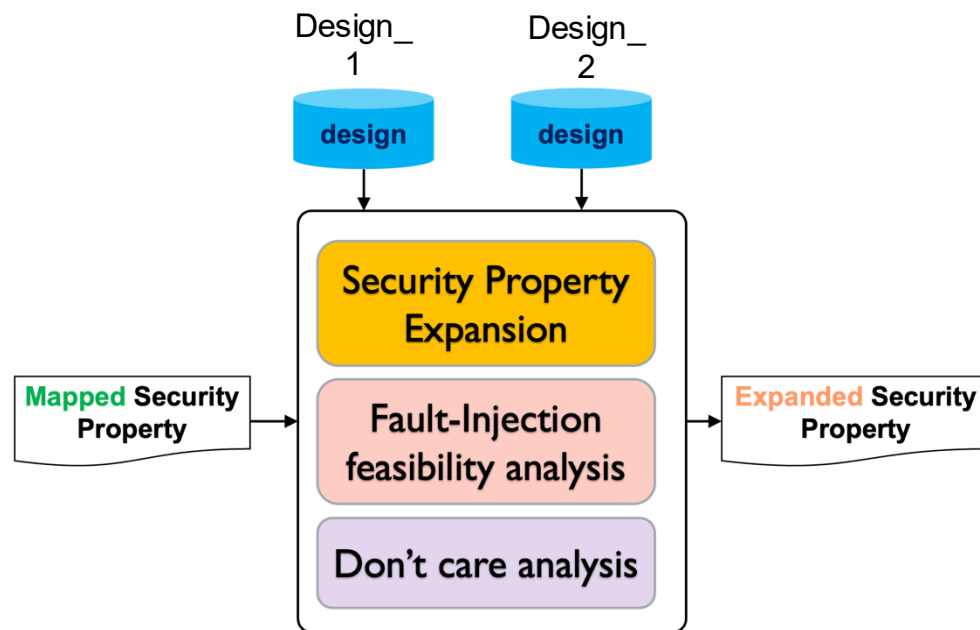 Design_
1
Design_
2
design
design
Security Property
Expansion
Mapped Security
Property
Fault-Injection
feasibility analysis
Expanded Security
Property
Don't care analysis